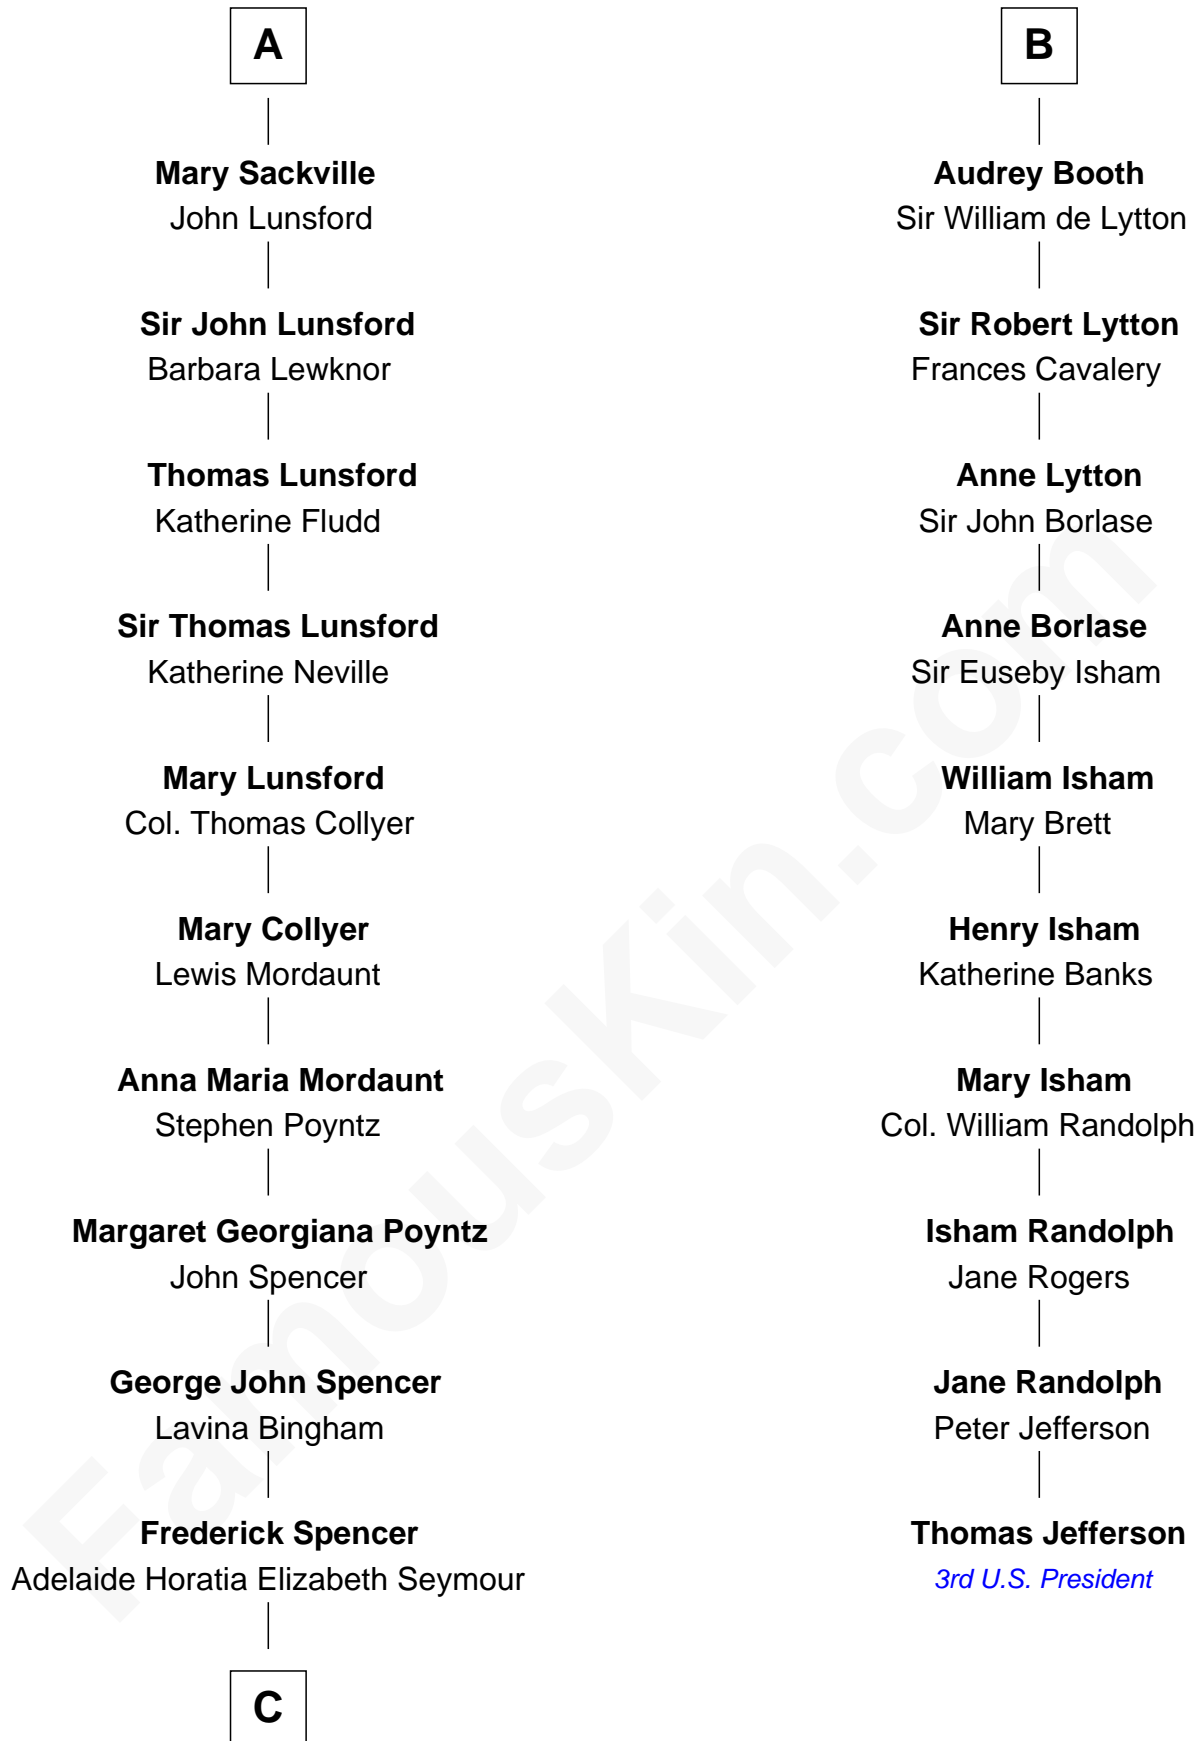 A
Mary Sackville
John Lunsford
Sir John Lunsford
Barbara Lewknor
Thomas Lunsford
Katherine Fludd
Sir Thomas Lunsford
Katherine Neville
Mary Lunsford
Col. Thomas Collyer
Mary Collyer
Lewis Mordaunt
Anna Maria Mordaunt
Stephen Poyntz
Margaret Georgiana Poyntz
John Spencer
George John Spencer
Lavina Bingham
Frederick Spencer
Adelaide Horatia Elizabeth Seymour
C
B
Audrey Booth
Sir William de Lytton
Sir Robert Lytton
Frances Cavalery
Anne Lytton
Sir John Borlase
Anne Borlase
Sir Euseby Isham
William Isham
Mary Brett
Henry Isham
Katherine Banks
Mary Isham
Col. William Randolph
Isham Randolph
Jane Rogers
Jane Randolph
Peter Jefferson
Thomas Jefferson
3rd U.S. President
FamousKin.com